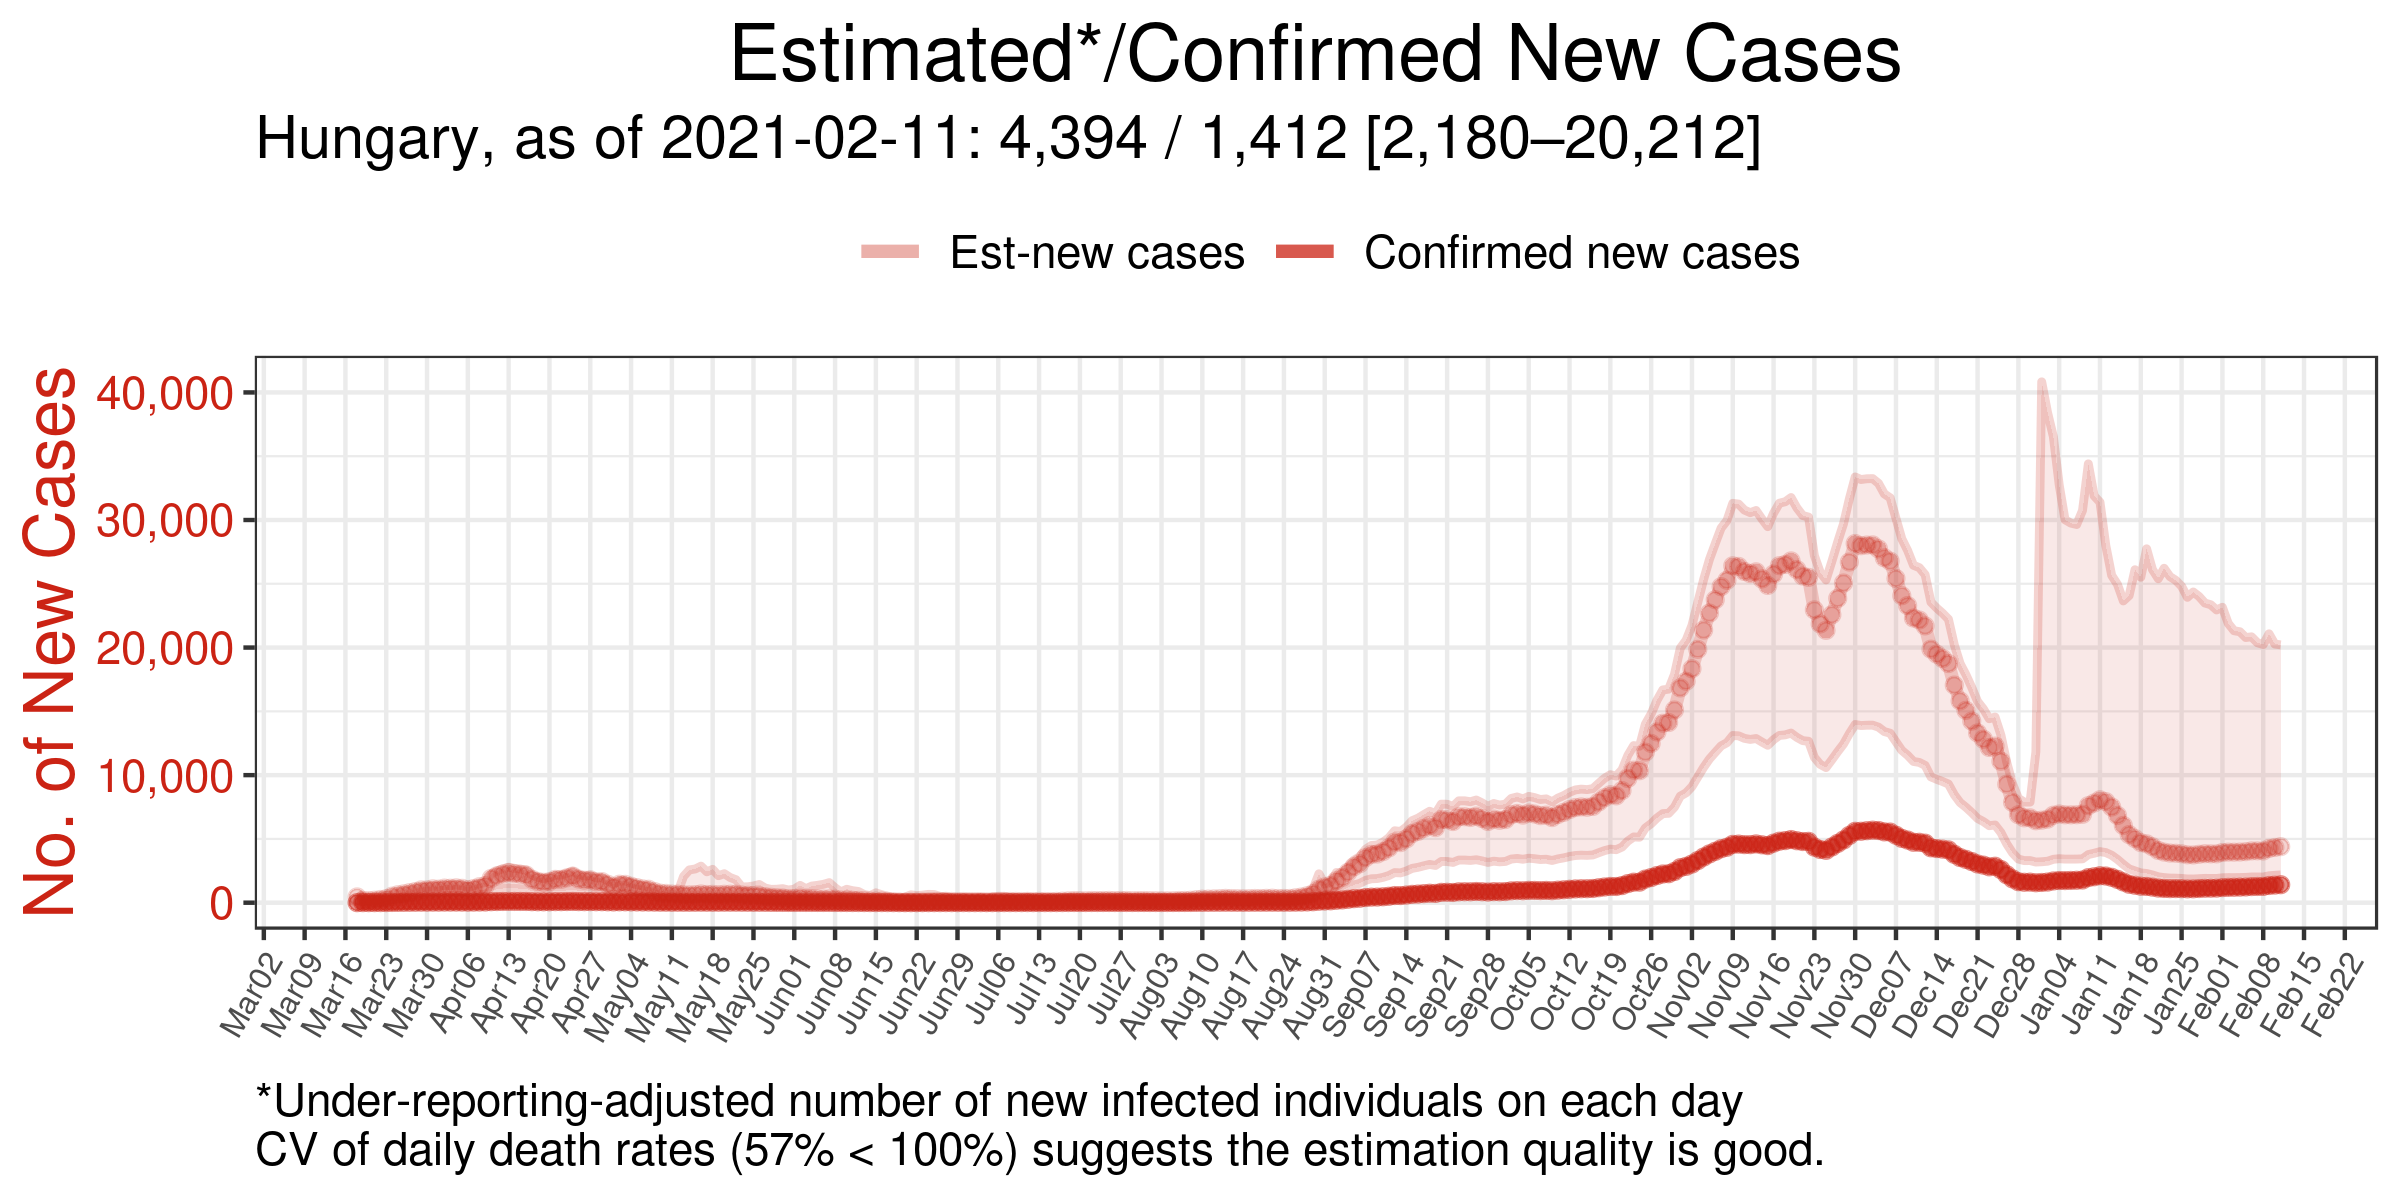 Estimated*/Confirmed New Cases
Hungary, as of 2021-02-11: 4,394 / 1,412 [2,180–20,212]
Est-new cases
Confirmed new cases
No. of New Cases
40,000
30,000
20,000
10,000
0
Mar02
Mar09
Mar16
Mar23
Mar30
Apr06
Apr13
Apr20
Apr27
May04
May11
May18
May25
Jun01
Jun08
Jun15
Jun22
Jun29
Jul06
Jul13
Jul20
Jul27
Aug03
Aug10
Aug17
Aug24
Aug31
Sep07
Sep14
Sep21
Sep28
Oct05
Oct12
Oct19
Oct26
Nov02
Nov09
Nov16
Nov23
Nov30
Dec07
Dec14
Dec21
Dec28
Jan04
Jan11
Jan18
Jan25
Feb01
Feb08
Feb15
Feb22
*Under-reporting-adjusted number of new infected individuals on each day
CV of daily death rates (57% < 100%) suggests the estimation quality is good.